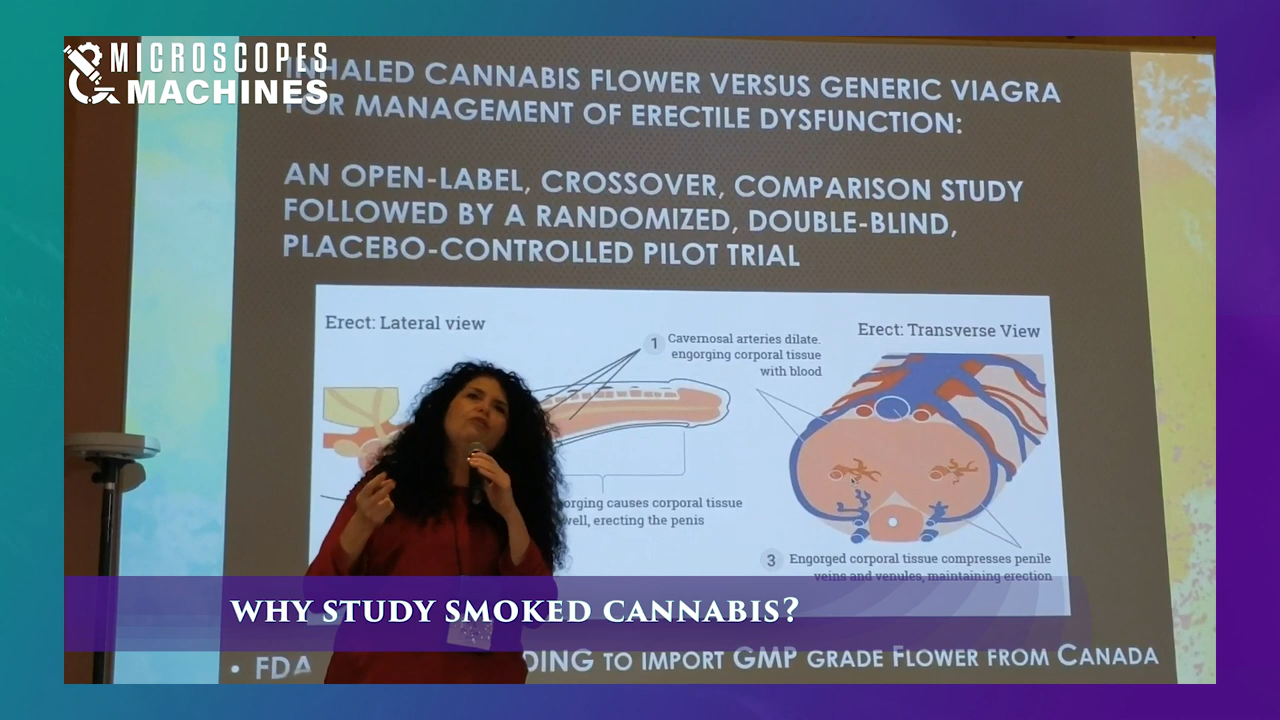 MICROSCOPES
& MACHINES
INHALED CANNABIS FLOWER VERSUS GENERIC VIAGRA
FOR MANAGEMENT OF ERECTILE DYSFUNCTION:
AN OPEN-LABEL, CROSSOVER, COMPARISON STUDY
FOLLOWED BY A RANDOMIZED, DOUBLE-BLIND,
PLACEBO-CONTROLLED PILOT TRIAL
Erect: Lateral view
1 Cavernosal arteries dilate.
engorging corporal tissue
with blood
Erect: Transverse View
orging causes corporal tissue
well, erecting the penis
3 Engorged corporal tissue compresses penile
veins and venules, maintaining erection
WHY STUDY SMOKED CANNABIS?
• FDA DING TO IMPORT GMP GRADE FLOWER FROM CANADA